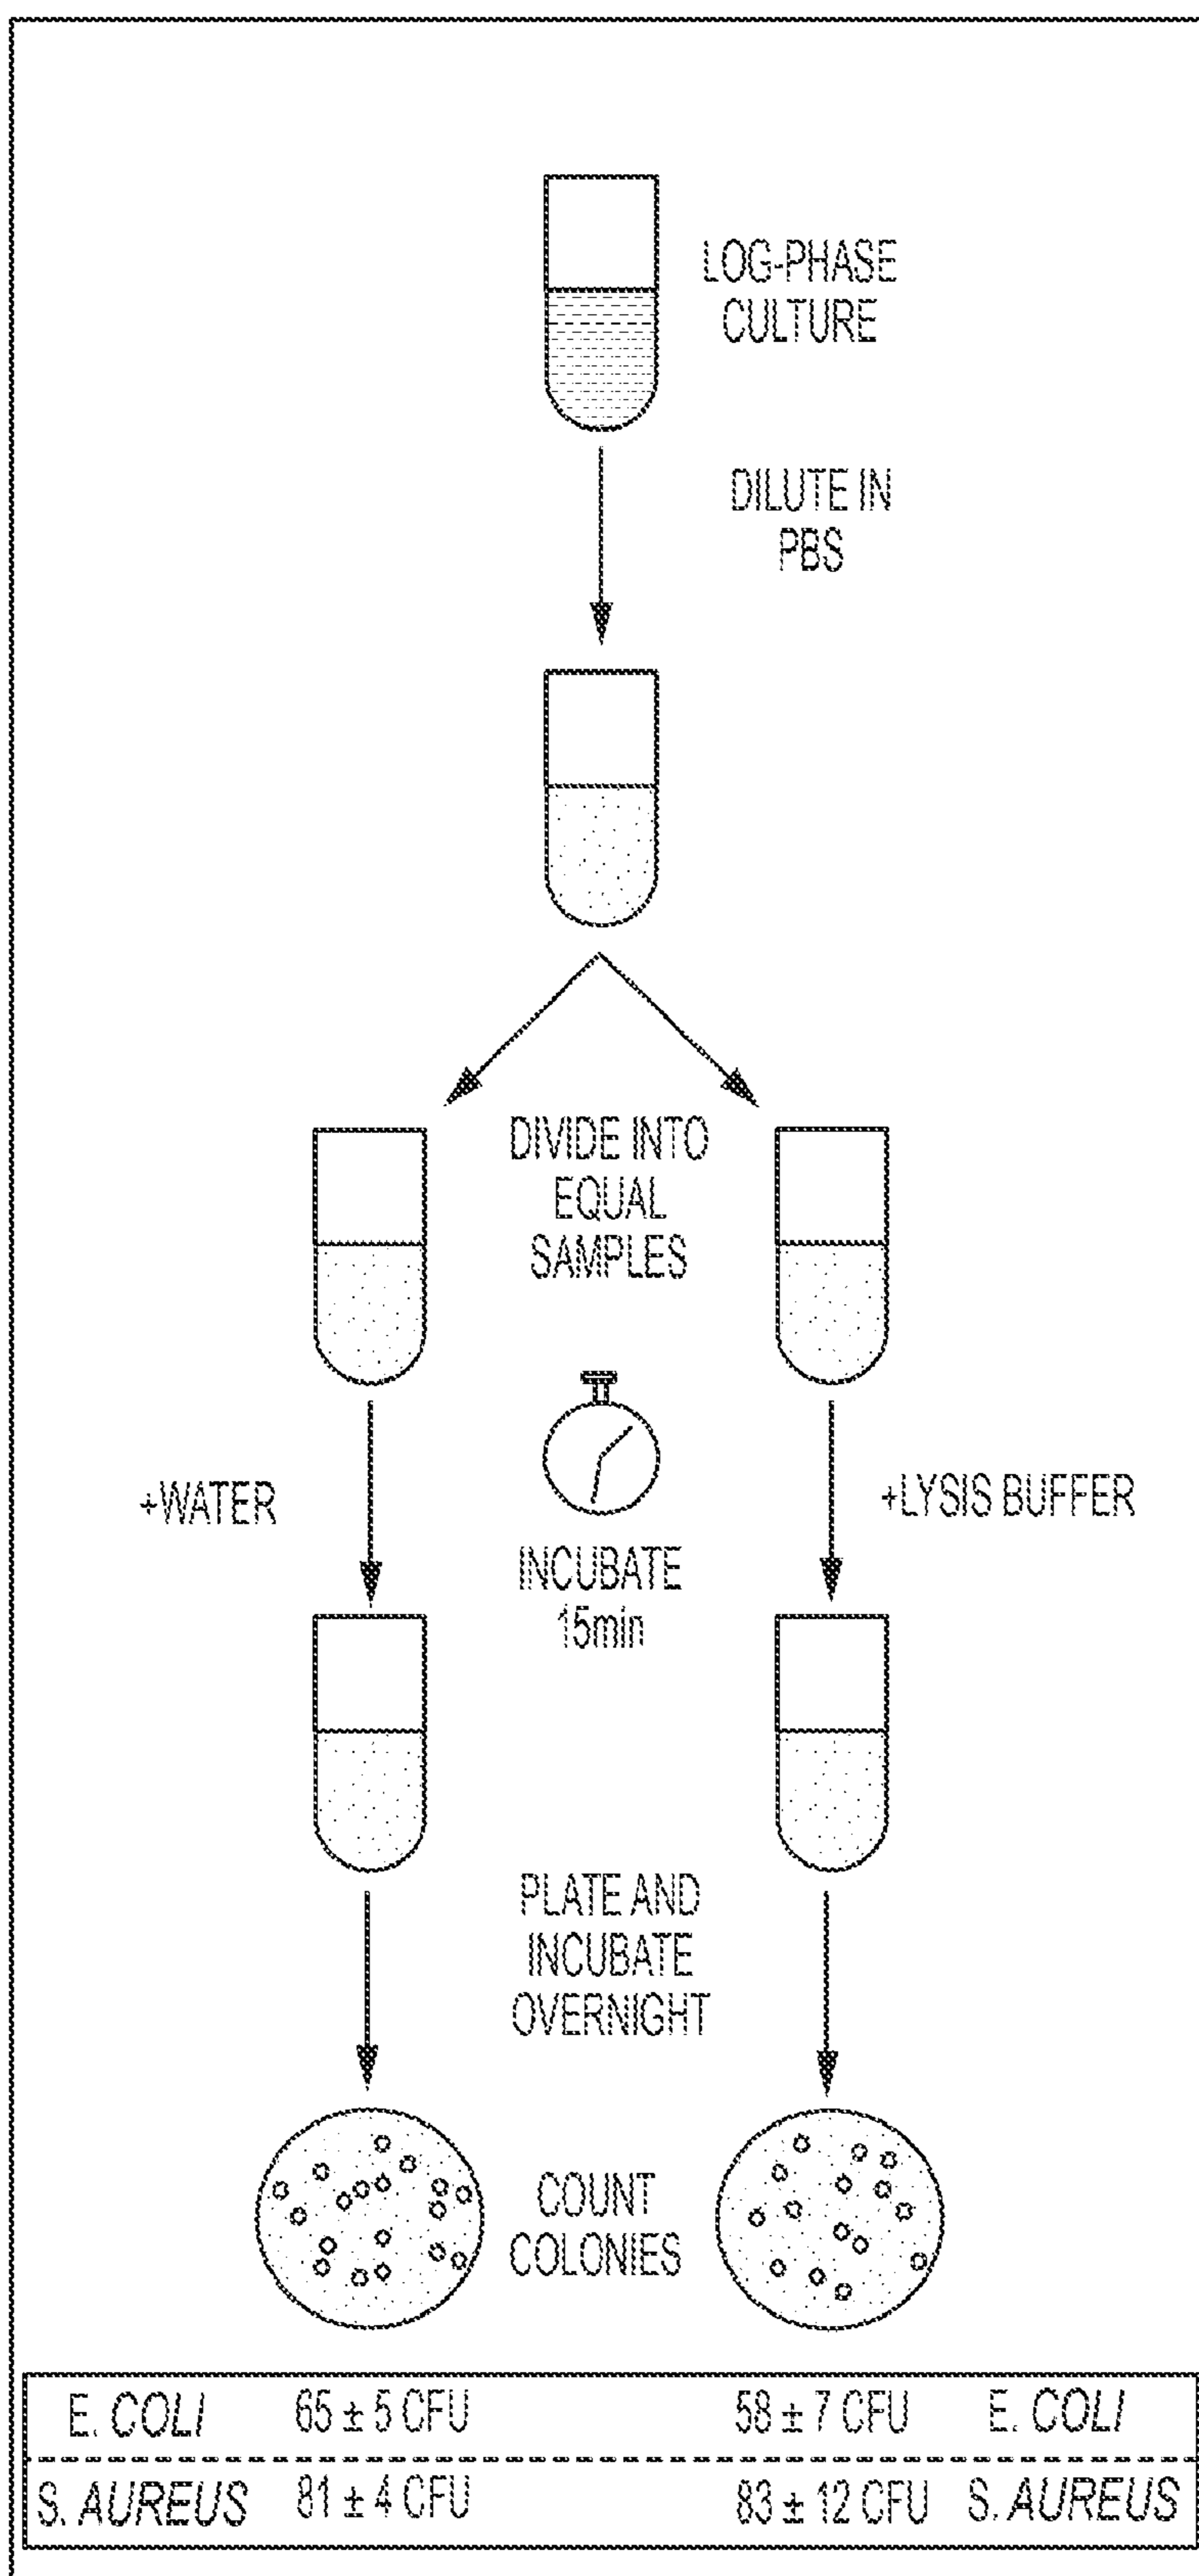 LOG-PHASE
CULTURE
DILUTE IN
PBS
DIVIDE INTO
EQUAL
SAMPLES
+WATER
+LYSIS BUFFER
INCUBATE
15min
PLATE AND
INCUBATE
OVERNIGHT
COUNT
COLONIES
E. COLI 65 ± 5 CFU 58 ± 7 CFU E. COLI
S. AUREUS 81 ± 4 CFU 83 ± 12 CFU S. AUREUS